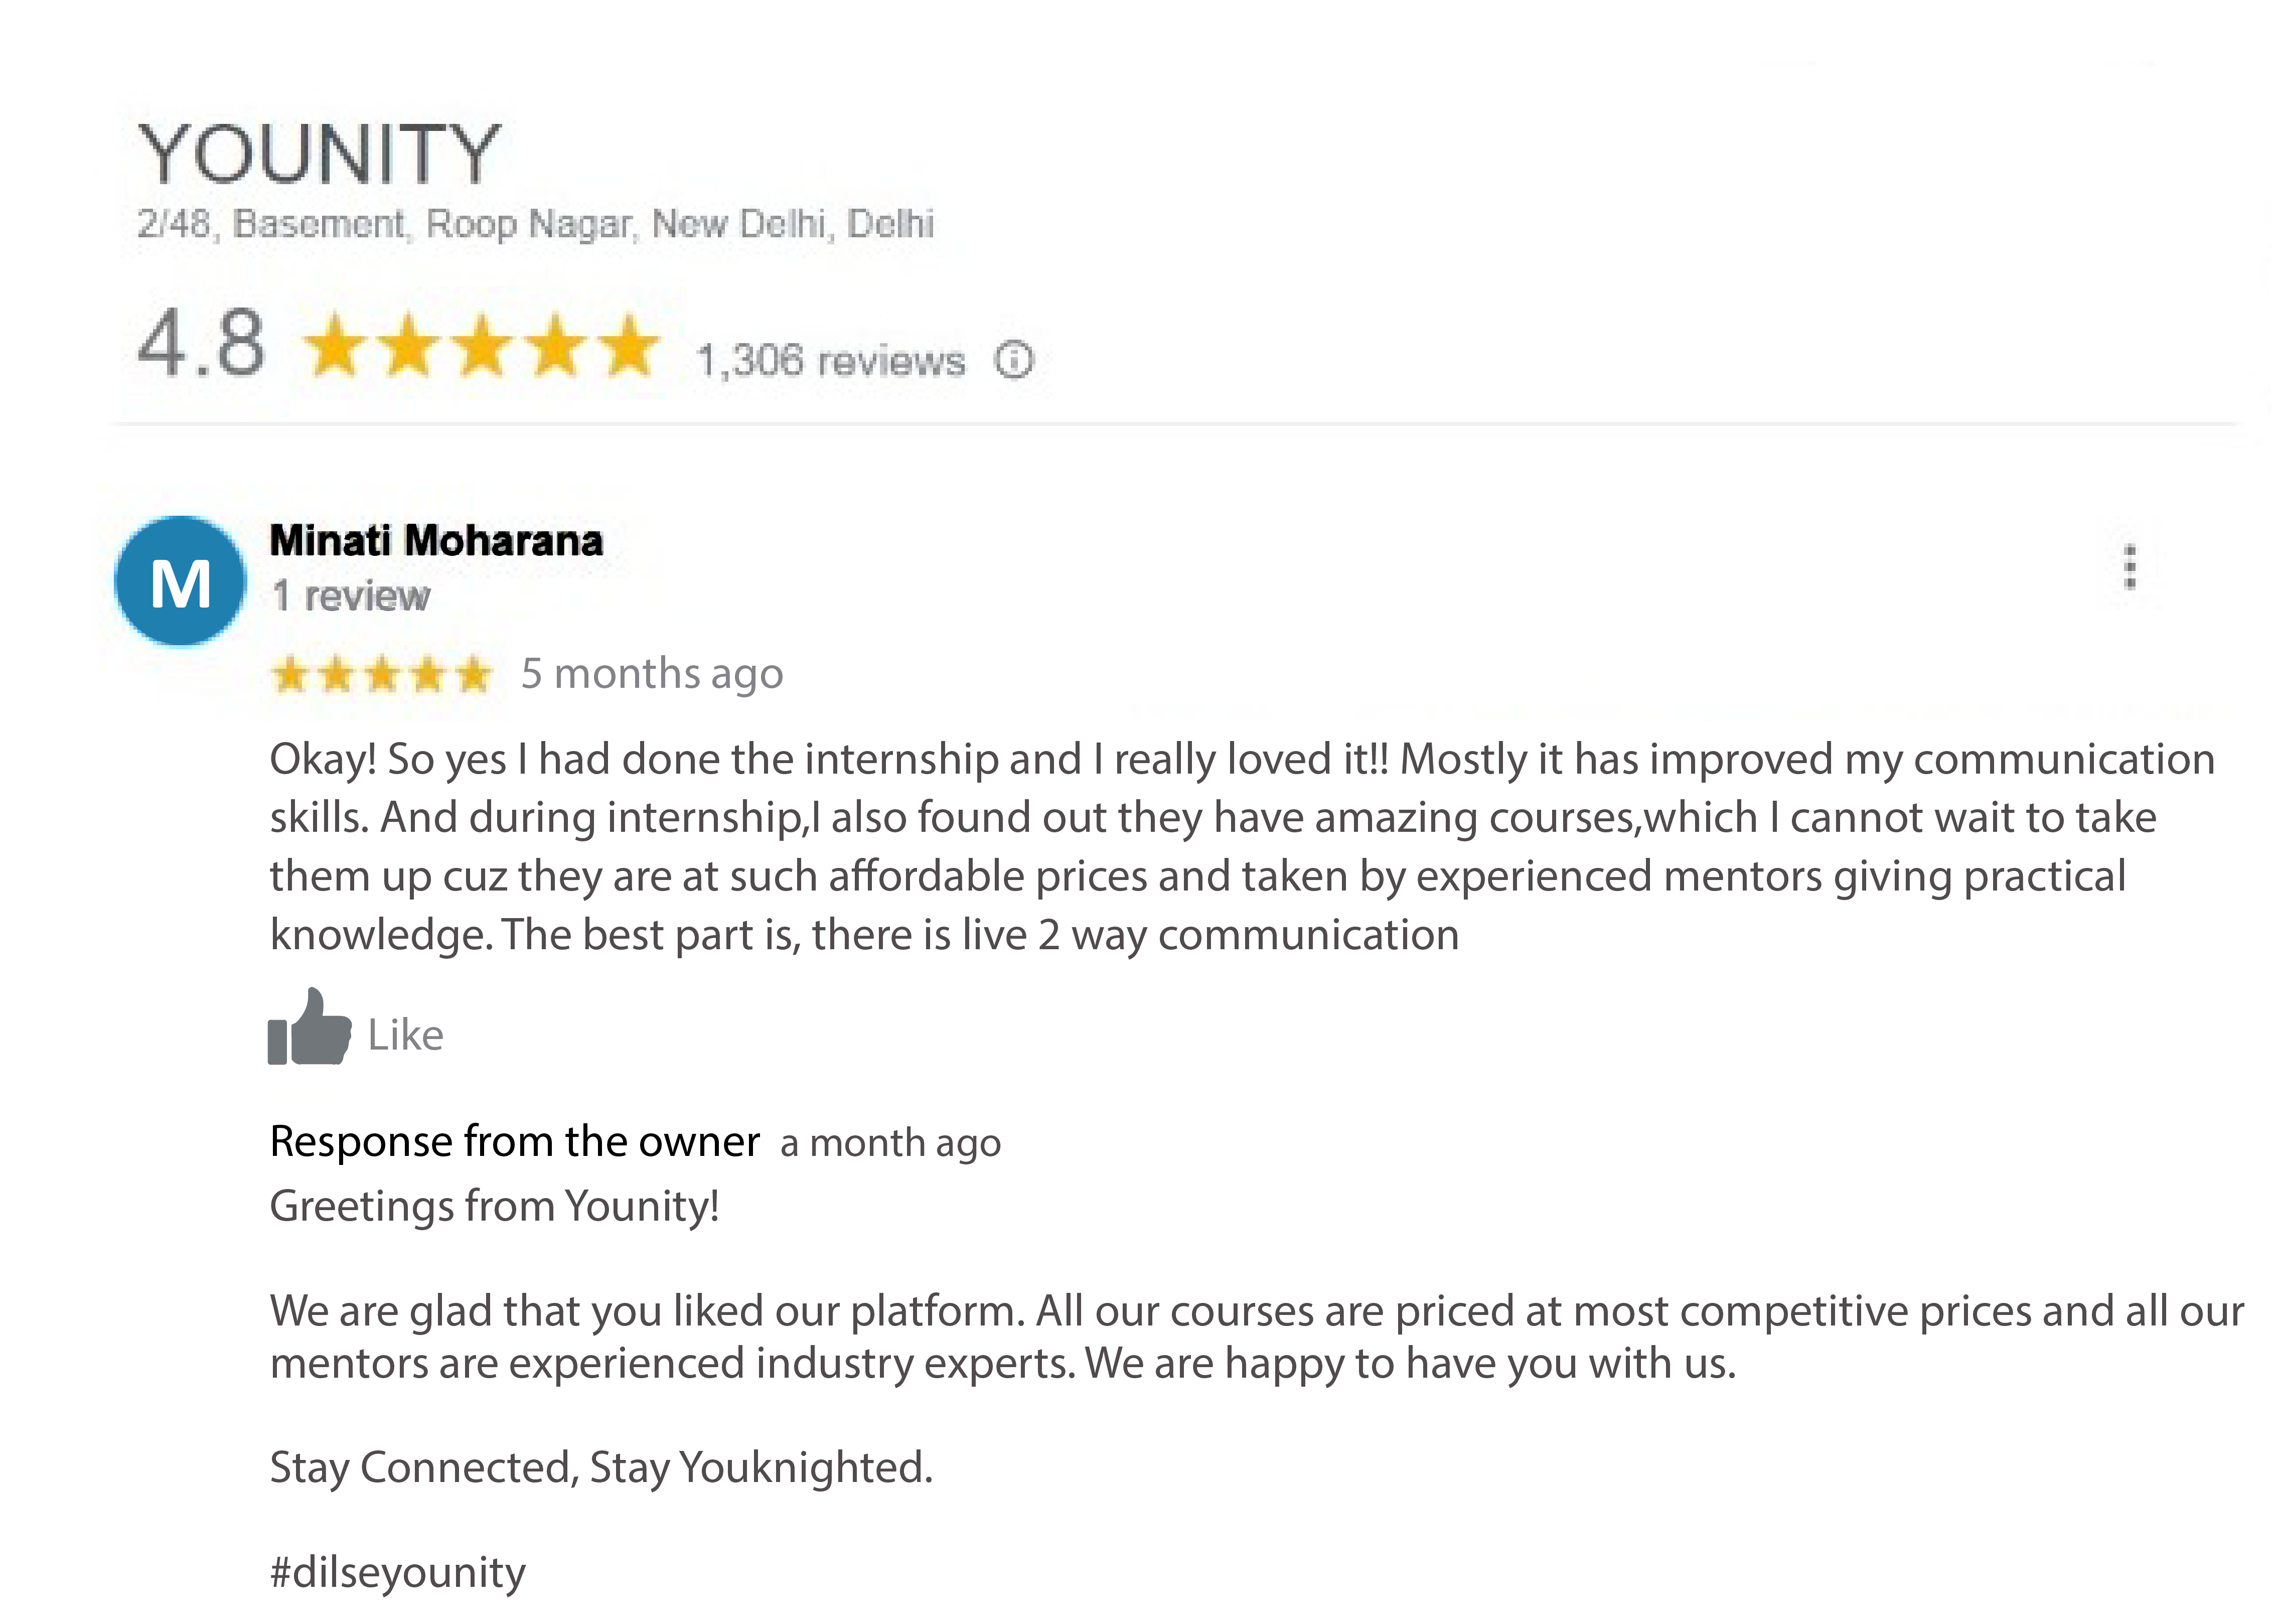 YOUNITY
2/48, Basement, Roop Nagar, New Delhi, Delhi
4.8 1,306 reviews
M
Minati Moharana
1 review
5 months ago
Okay! So yes I had done the internship and I really loved it!! Mostly it has improved my communication
skills. And during internship,I also found out they have amazing courses,which I cannot wait to take
them up cuz they are at such affordable prices and taken by experienced mentors giving practical
knowledge. The best part is, there is live 2 way communication
Like
Response from the owner a month ago
Greetings from Younity!
We are glad that you liked our platform. All our courses are priced at most competitive prices and all our
mentors are experienced industry experts. We are happy to have you with us.
Stay Connected, Stay Youknighted.
#dilseyounity